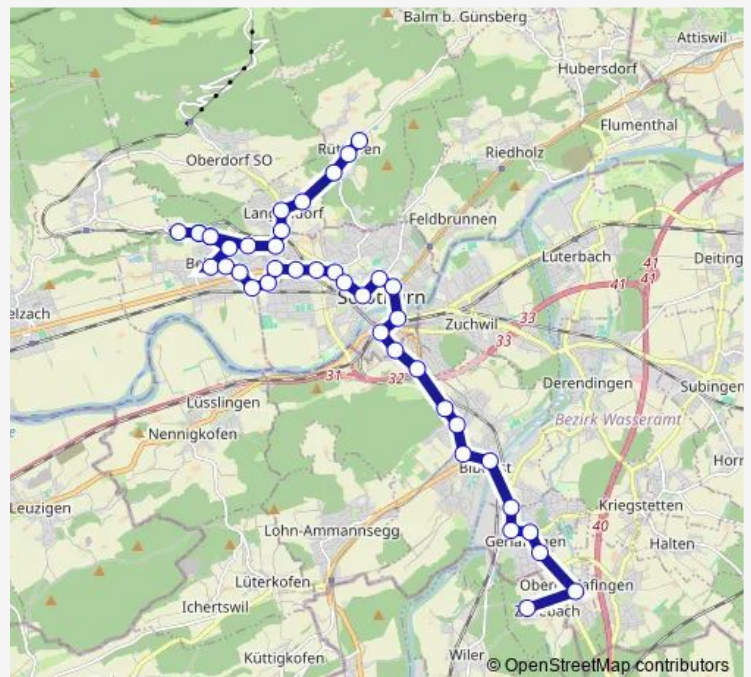 Balm b. Günsberg
Attiswil
Hubersdorf
Flumenthal
Oberdorf SO
Riedholz
Feldbrunnen
Luterbach
Deiting
41
41
41
elzach
33
Zuchwil
33
31
32
Derendingen
Subingen
Lüsslingen
Bezirk Wasseramt
Nennigkofen
Horr
Leuzigen
Kriegstetten
Lohn-Ammannsegg
40
Halten
Lüterkofen
Ichertswil
Küttigkofen
Wiler
© OpenStreetMap contributors